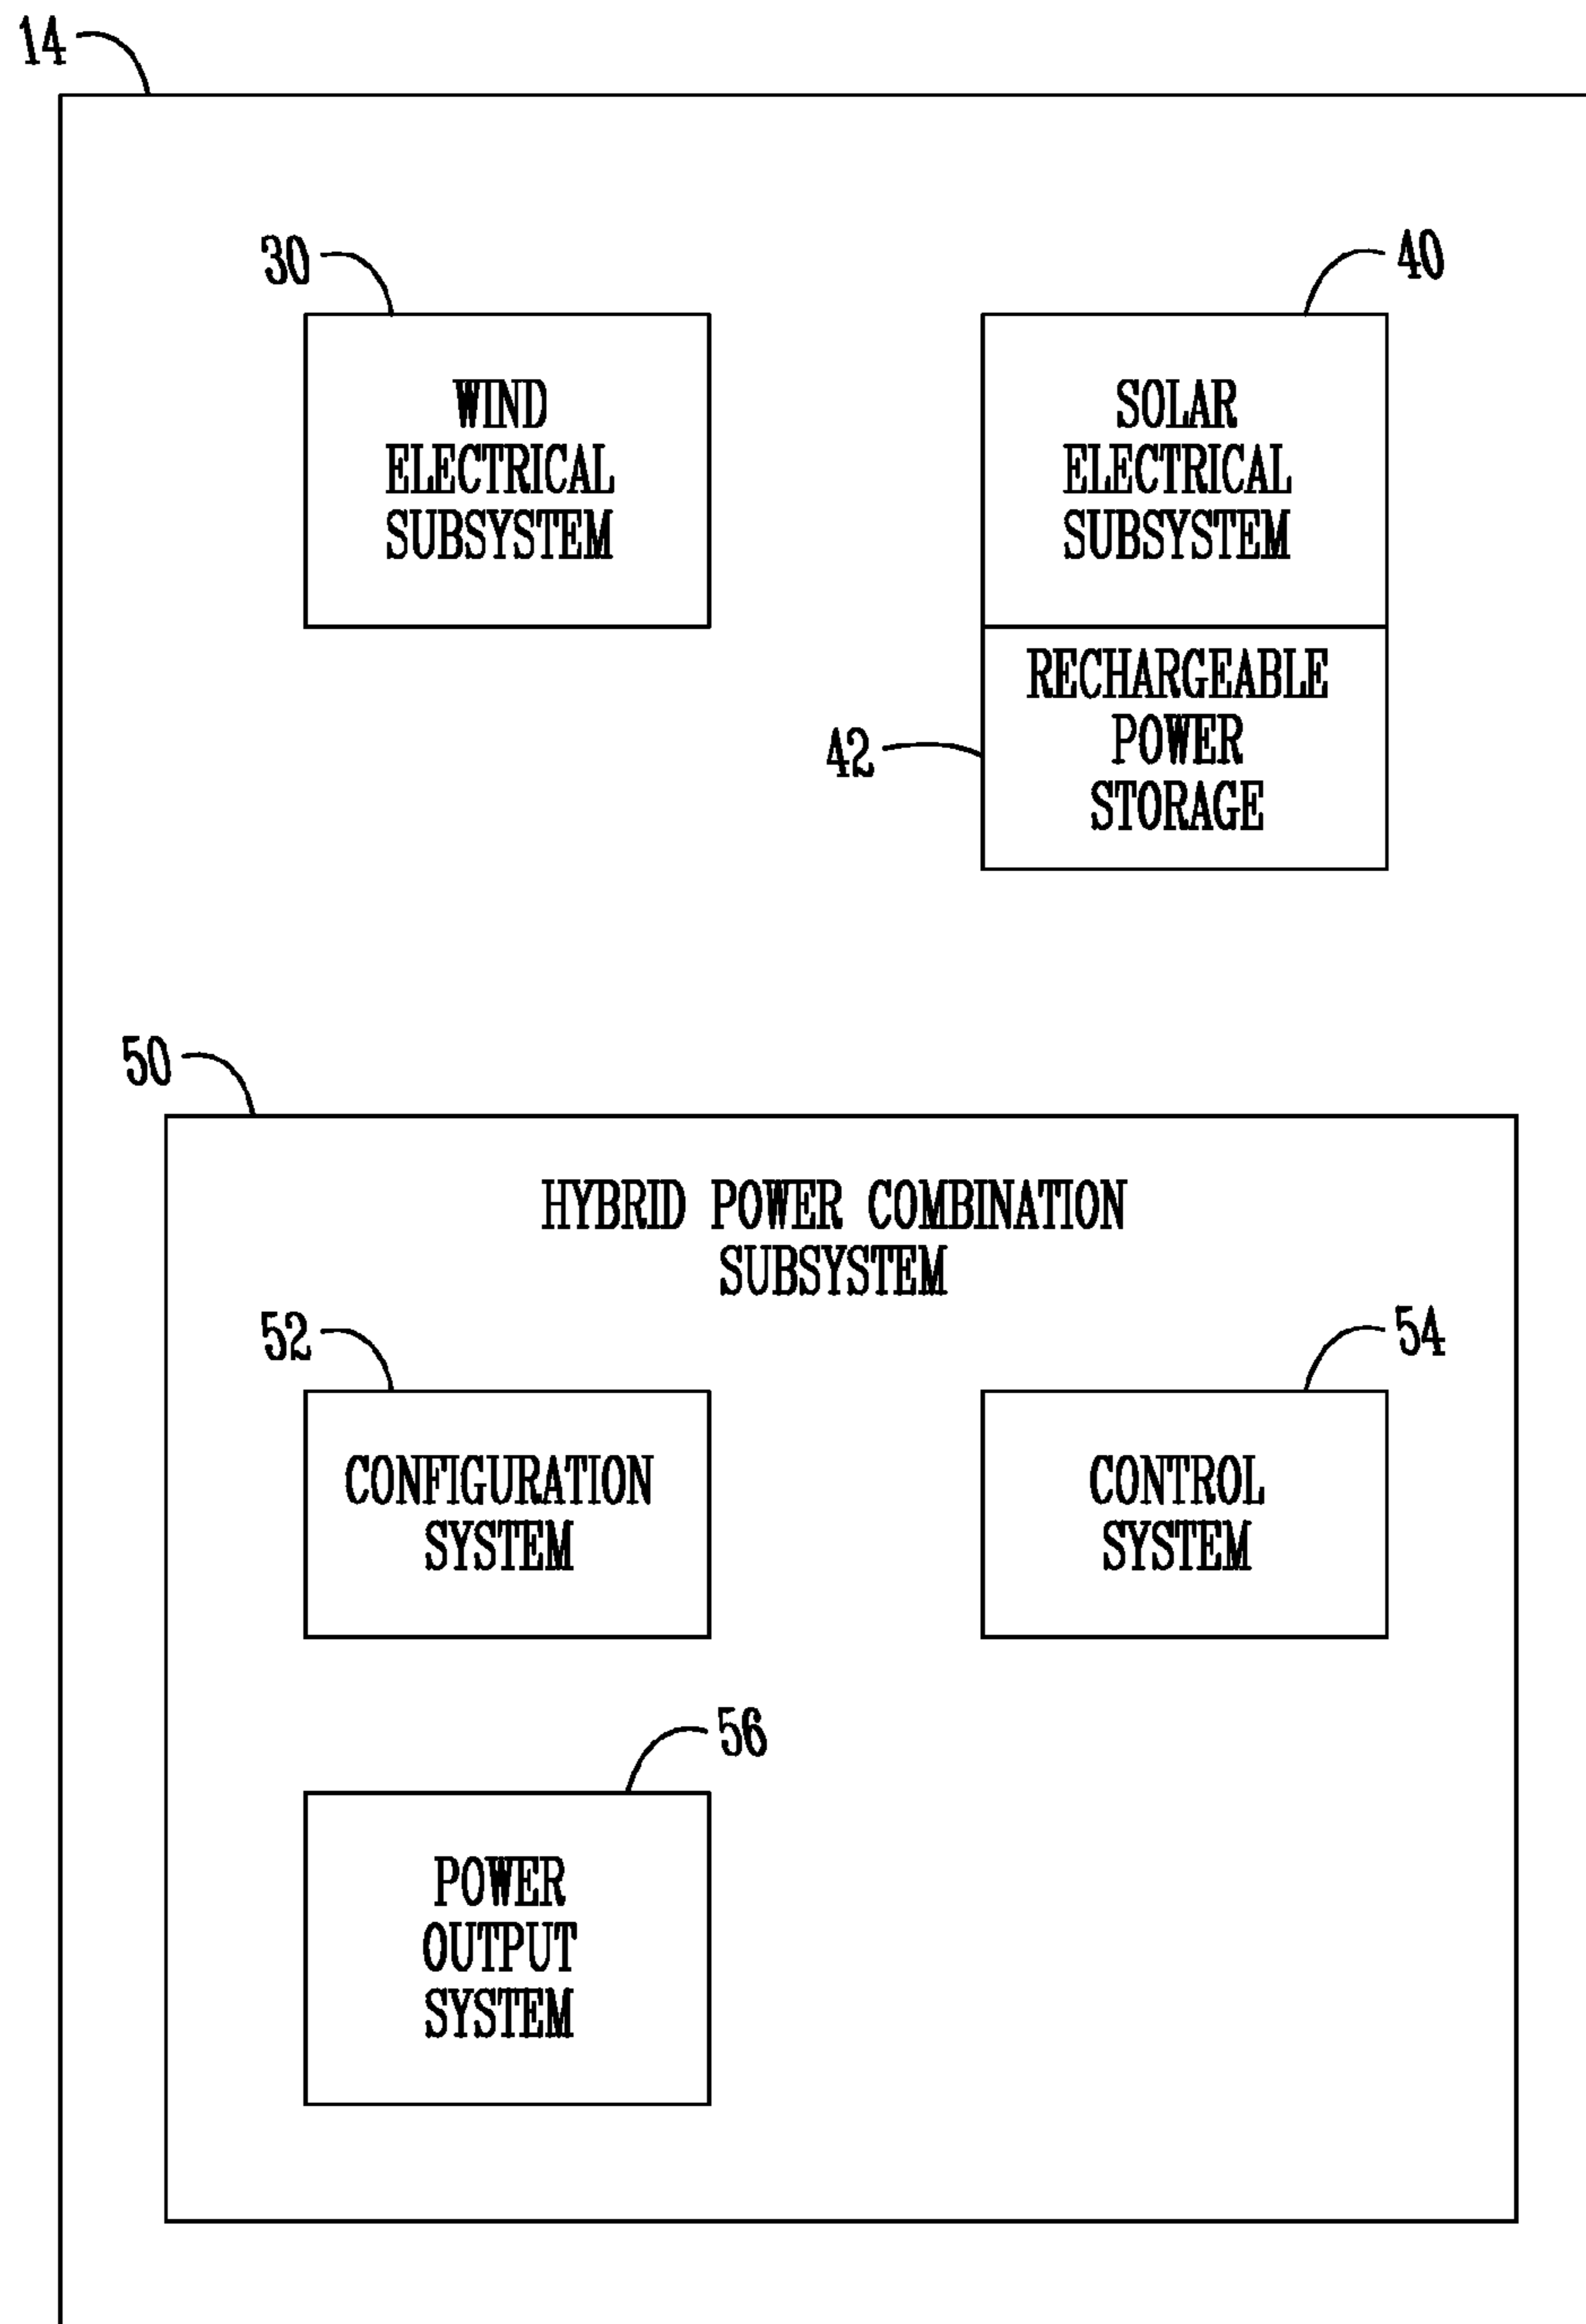 14
30
WIND
ELECTRICAL
SUBSYSTEM
40
SOLAR
ELECTRICAL
SUBSYSTEM
42
RECHARGEABLE
POWER
STORAGE
50
HYBRID POWER COMBINATION
SUBSYSTEM
52
CONFIGURATION
SYSTEM
54
CONTROL
SYSTEM
56
POWER
OUTPUT
SYSTEM